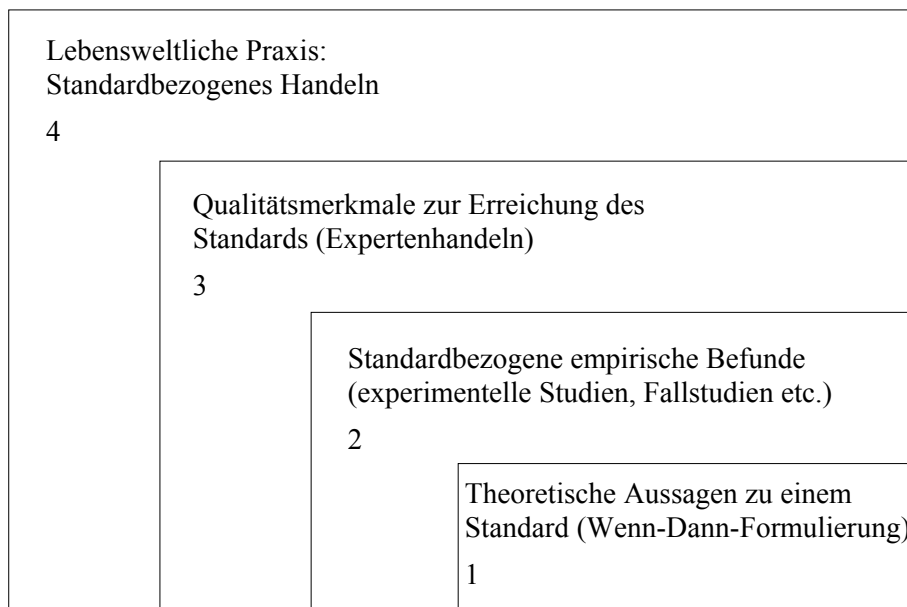 Lebensweltliche Praxis:
Standardbezogenes Handeln
4
Qualitätsmerkmale zur Erreichung des
Standards (Expertenhandeln)
3
Standardbezogene empirische Befunde
(experimentelle Studien, Fallstudien etc.)
2
Theoretische Aussagen zu einem
Standard (Wenn-Dann-Formulierung)
1